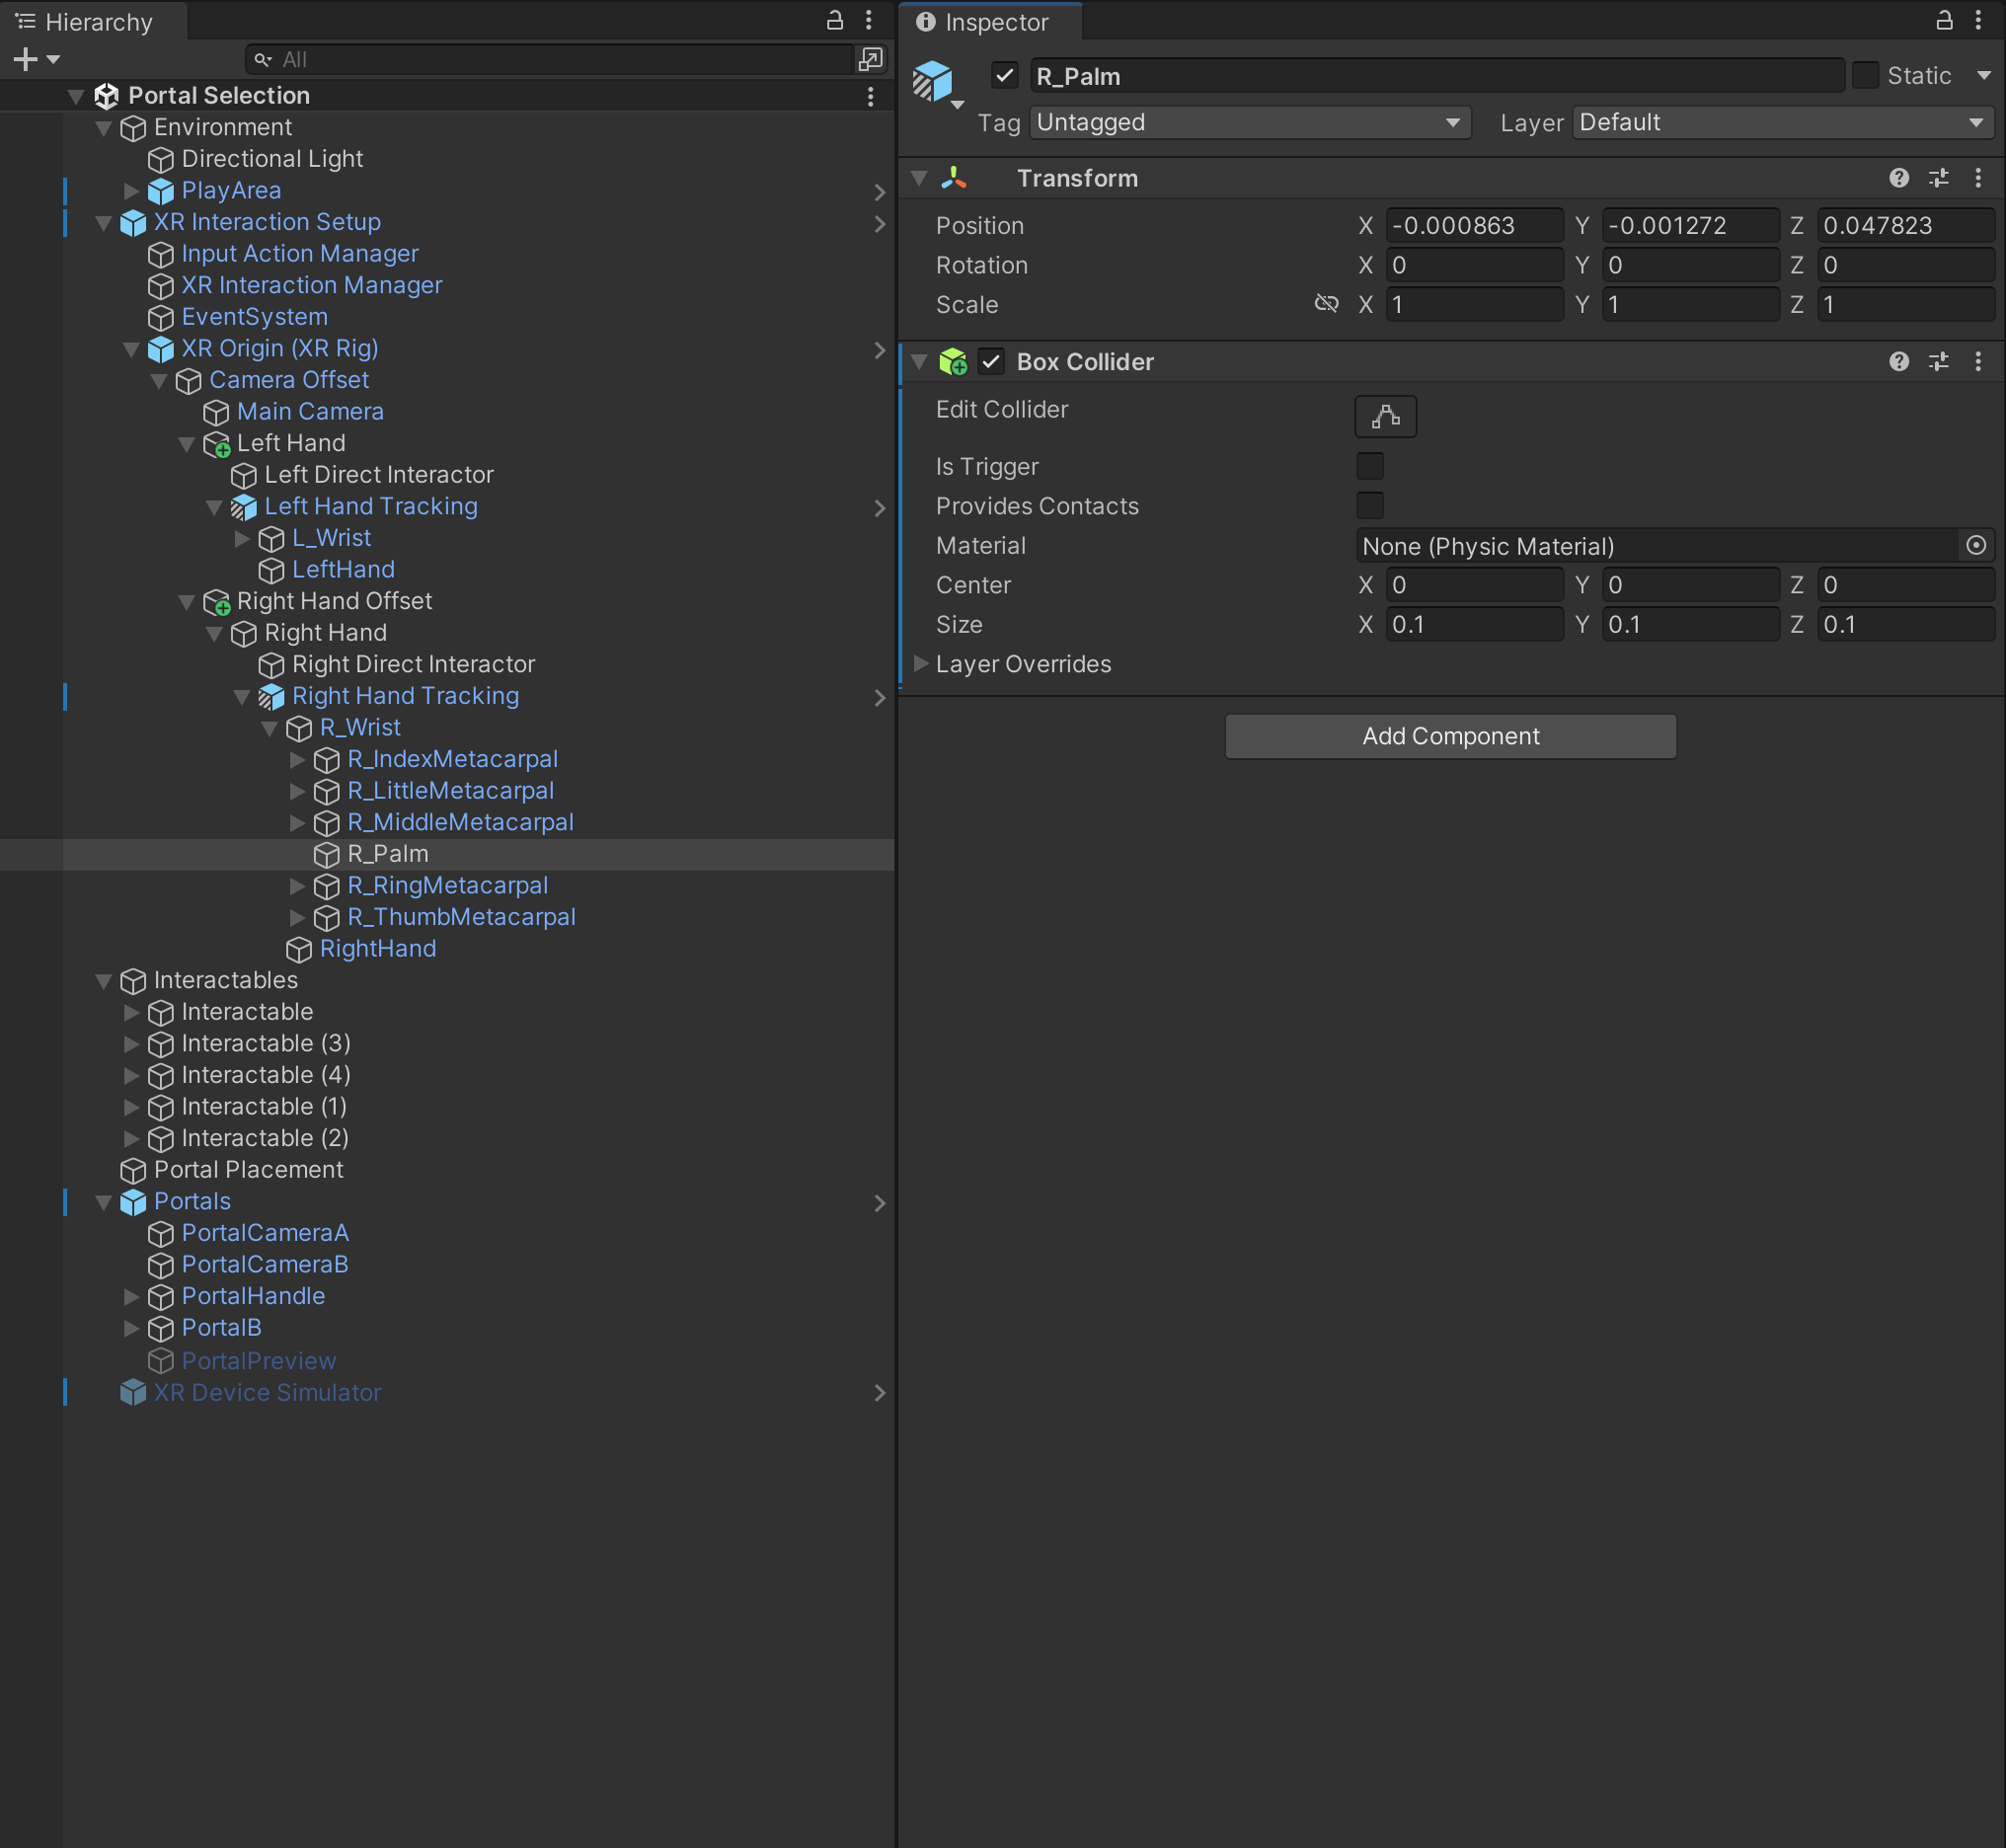 Hierarchy
All
Portal Selection
Environment
Directional Light
PlayArea
XR Interaction Setup
Input Action Manager
XR Interaction Manager
EventSystem
XR Origin (XR Rig)
Camera Offset
Main Camera
Left Hand
Left Direct Interactor
Left Hand Tracking
L_Wrist
LeftHand
Right Hand Offset
Right Hand
Right Direct Interactor
Right Hand Tracking
R_Wrist
R_IndexMetacarpal
R_LittleMetacarpal
R_MiddleMetacarpal
R_Palm
R_RingMetacarpal
R_ThumbMetacarpal
RightHand
Interactables
Interactable
Interactable (3)
Interactable (4)
Interactable (1)
Interactable (2)
Portal Placement
Portals
PortalCameraA
PortalCameraB
PortalHandle
PortalB
PortalPreview
XR Device Simulator
Inspector
R_Palm Static
Tag Untagged Layer Default
Transform
Position X -0.000863 Y -0.001272 Z 0.047823
Rotation X 0 Y 0 Z 0
Scale X 1 Y 1 Z 1
Box Collider
Edit Collider
Is Trigger
Provides Contacts
Material None (Physic Material)
Center X 0 Y 0 Z 0
Size X 0.1 Y 0.1 Z 0.1
Layer Overrides
Add Component